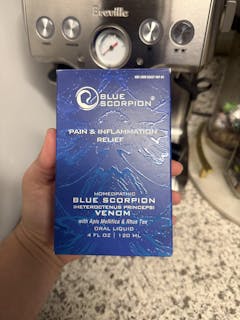 Breville
BLUE
SCORPION
PAIN & INFLAMMATION
RELIEF
HOMEOPATHIC
BLUE SCORPION
(HETEROCTENUS PRINCEPS)
VENOM
with Apis Mellifica & Rhus Tox
ORAL LIQUID
4 FL OZ | 120 ML